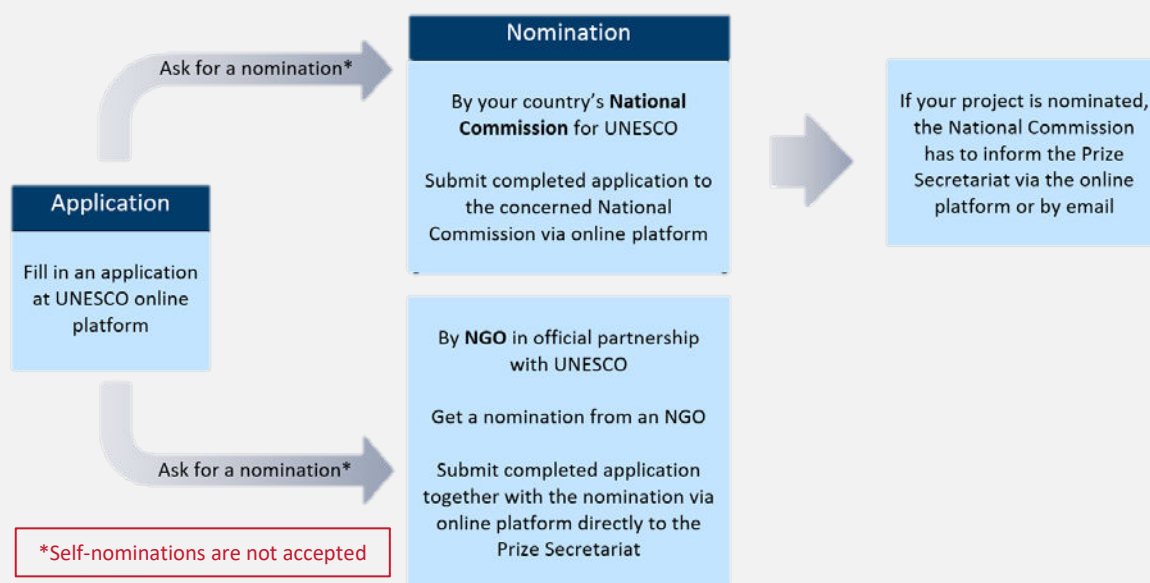 Application
Fill in an application
at UNESCO online
platform
Ask for a nomination*
Nomination
By your country's National
Commission for UNESCO
Submit completed application to
the concerned National
Commission via online platform
If your project is nominated,
the National Commission
has to inform the Prize
Secretariat via the online
platform or by email
Ask for a nomination*
By NGO in official partnership
with UNESCO
Get a nomination from an NGO
Submit completed application
together with the nomination via
online platform directly to the
Prize Secretariat
*Self-nominations are not accepted